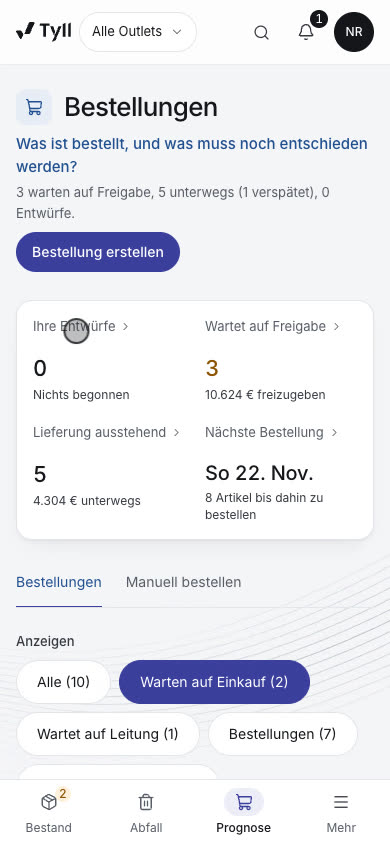 Tyll
Alle Outlets
1
NR
Bestellungen
Was ist bestellt, und was muss noch entschieden
werden?
3 warten auf Freigabe, 5 unterwegs (1 verspätet), 0
Entwürfe.
Bestellung erstellen
Ihre Entwürfe
Wartet auf Freigabe
0
3
Nichts begonnen
10.624 € freizugeben
Lieferung ausstehend
Nächste Bestellung
5
So 22. Nov.
4.304 € unterwegs
8 Artikel bis dahin zu
bestellen
Bestellungen
Manuell bestellen
Anzeigen
Alle (10)
Warten auf Einkauf (2)
Wartet auf Leitung (1)
Bestellungen (7)
2
Bestand
Abfall
Prognose
Mehr